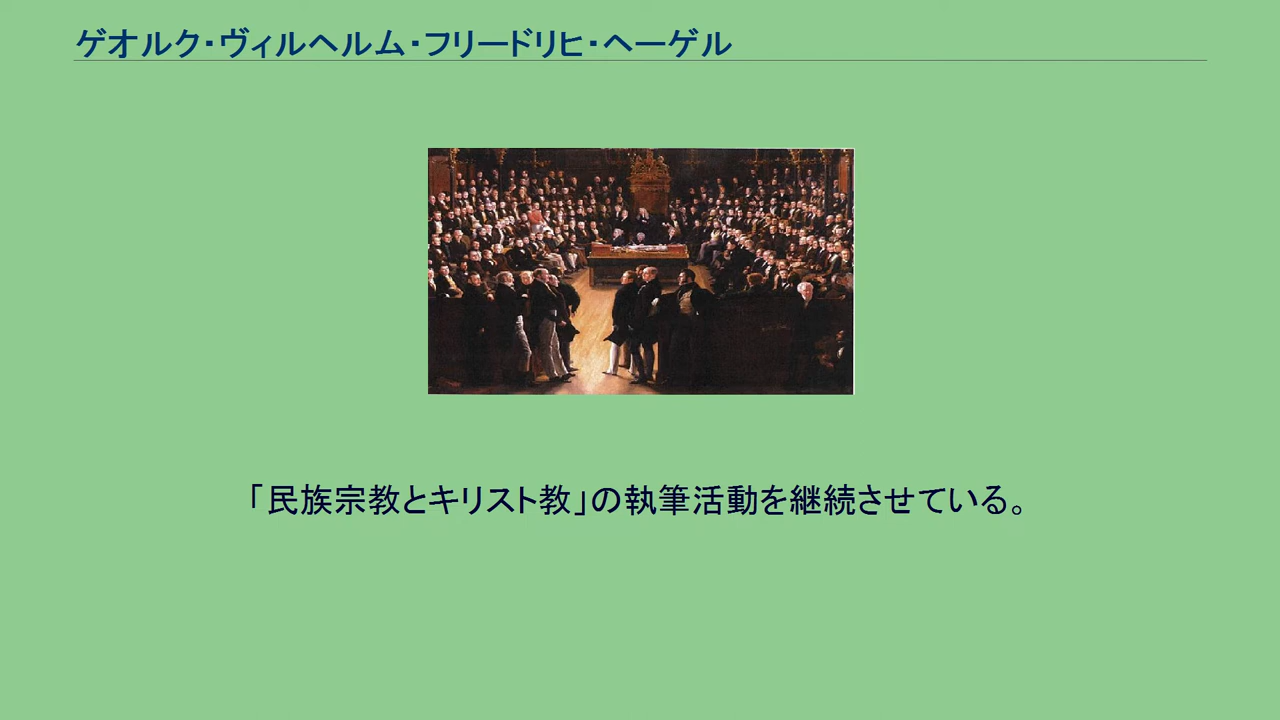 ゲオルク・ヴィルヘルム・フリードリヒ・ヘーゲル
「民族宗教とキリスト教」の執筆活動を継続させている。